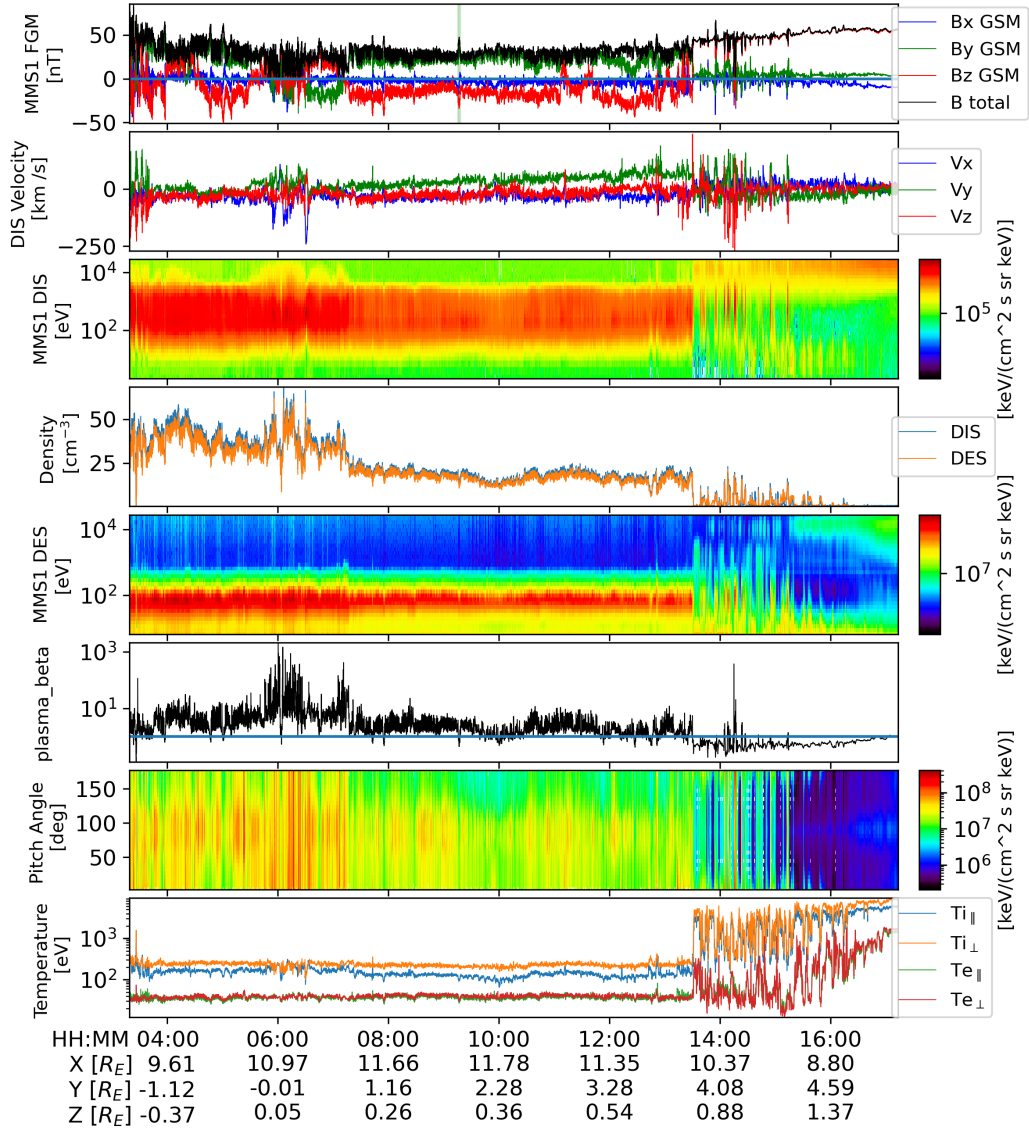 MMS1 FGM
[nT]
50
0
−50
Bx GSM
By GSM
Bz GSM
B total
DIS Velocity
[km /s]
0
−250
Vx
Vy
Vz
MMS1 DIS
[eV]
10^4
10^2
10^5
[keV/(cm^2 s sr keV)]
Density
[cm^{−3}]
50
25
DIS
DES
MMS1 DES
[eV]
10^4
10^2
10^7
[keV/(cm^2 s sr keV)]
plasma_beta
10^3
10^1
Pitch Angle
[deg]
150
100
50
10^8
10^7
10^6
[keV/(cm^2 s sr keV)]
Temperature
[eV]
10^3
10^2
Ti_∥
Ti_⊥
Te_∥
Te_⊥
HH:MM 04:00 06:00 08:00 10:00 12:00 14:00 16:00
X [R_E] 9.61 10.97 11.66 11.78 11.35 10.37 8.80
Y [R_E] -1.12 -0.01 1.16 2.28 3.28 4.08 4.59
Z [R_E] -0.37 0.05 0.26 0.36 0.54 0.88 1.37